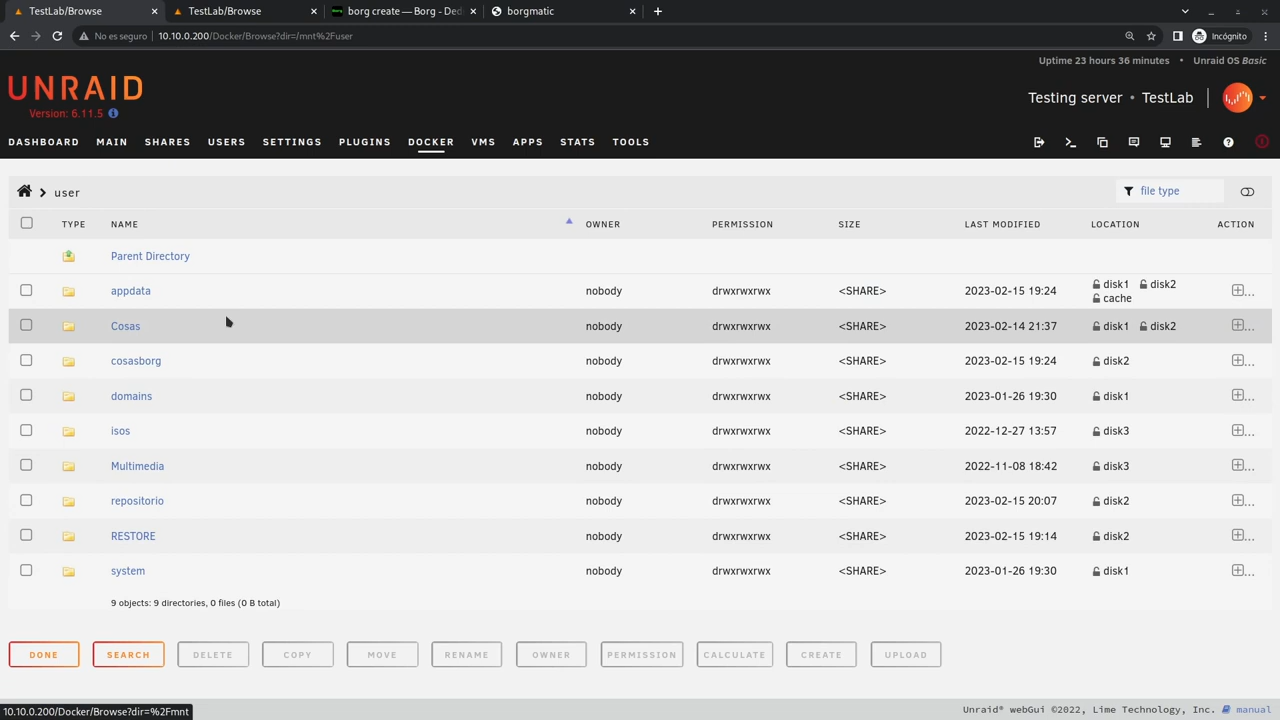 TestLab/Browse
TestLab/Browse
borg create — Borg - Ded
borgmatic
Incógnito
No es seguro
10.10.0.200/Docker/Browse?dir=/mnt%2Fuser
Uptime 23 hours 36 minutes • Unraid OS Basic
UNRAID
Version: 6.11.5
Testing server • TestLab
DASHBOARD MAIN SHARES USERS SETTINGS PLUGINS DOCKER VMS APPS STATS TOOLS
user
file type
TYPE NAME OWNER PERMISSION SIZE LAST MODIFIED LOCATION ACTION
Parent Directory
appdata nobody drwxrwxrwx <SHARE> 2023-02-15 19:24 disk1 disk2 cache ...
Cosas nobody drwxrwxrwx <SHARE> 2023-02-14 21:37 disk1 disk2 ...
cosasborg nobody drwxrwxrwx <SHARE> 2023-02-15 19:24 disk2 ...
domains nobody drwxrwxrwx <SHARE> 2023-01-26 19:30 disk1 ...
isos nobody drwxrwxrwx <SHARE> 2022-12-27 13:57 disk3 ...
Multimedia nobody drwxrwxrwx <SHARE> 2022-11-08 18:42 disk3 ...
repositorio nobody drwxrwxrwx <SHARE> 2023-02-15 20:07 disk2 ...
RESTORE nobody drwxrwxrwx <SHARE> 2023-02-15 19:14 disk2 ...
system nobody drwxrwxrwx <SHARE> 2023-01-26 19:30 disk1 ...
9 objects: 9 directories, 0 files (0 B total)
DONE SEARCH DELETE COPY MOVE RENAME OWNER PERMISSION CALCULATE CREATE UPLOAD
10.10.0.200/Docker/Browse?dir=%2Fmnt
Unraid® webGui ©2022, Lime Technology, Inc. manual